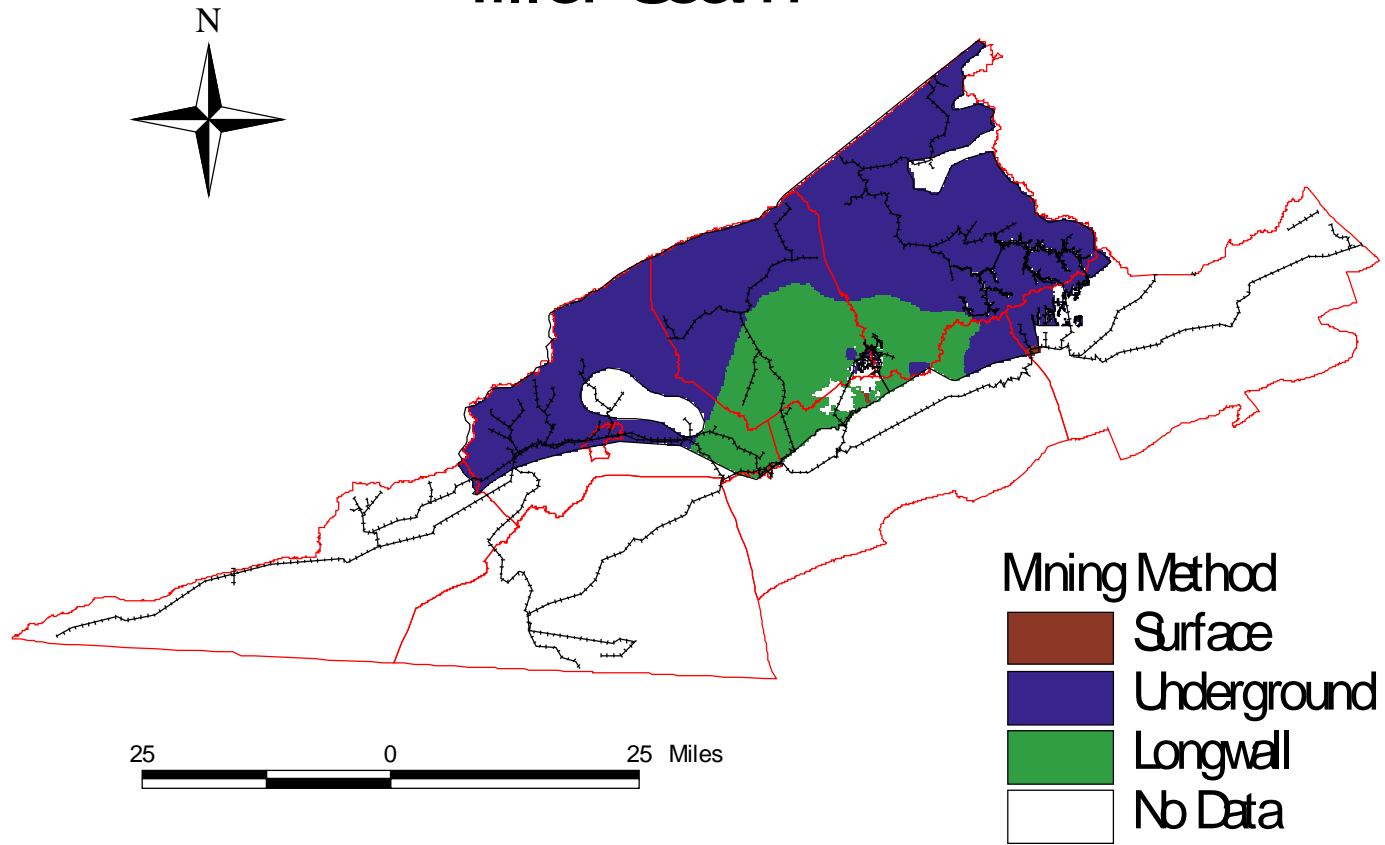 N
25 0 25 Miles
Mining Method
Surface
Underground
Longwall
No Data